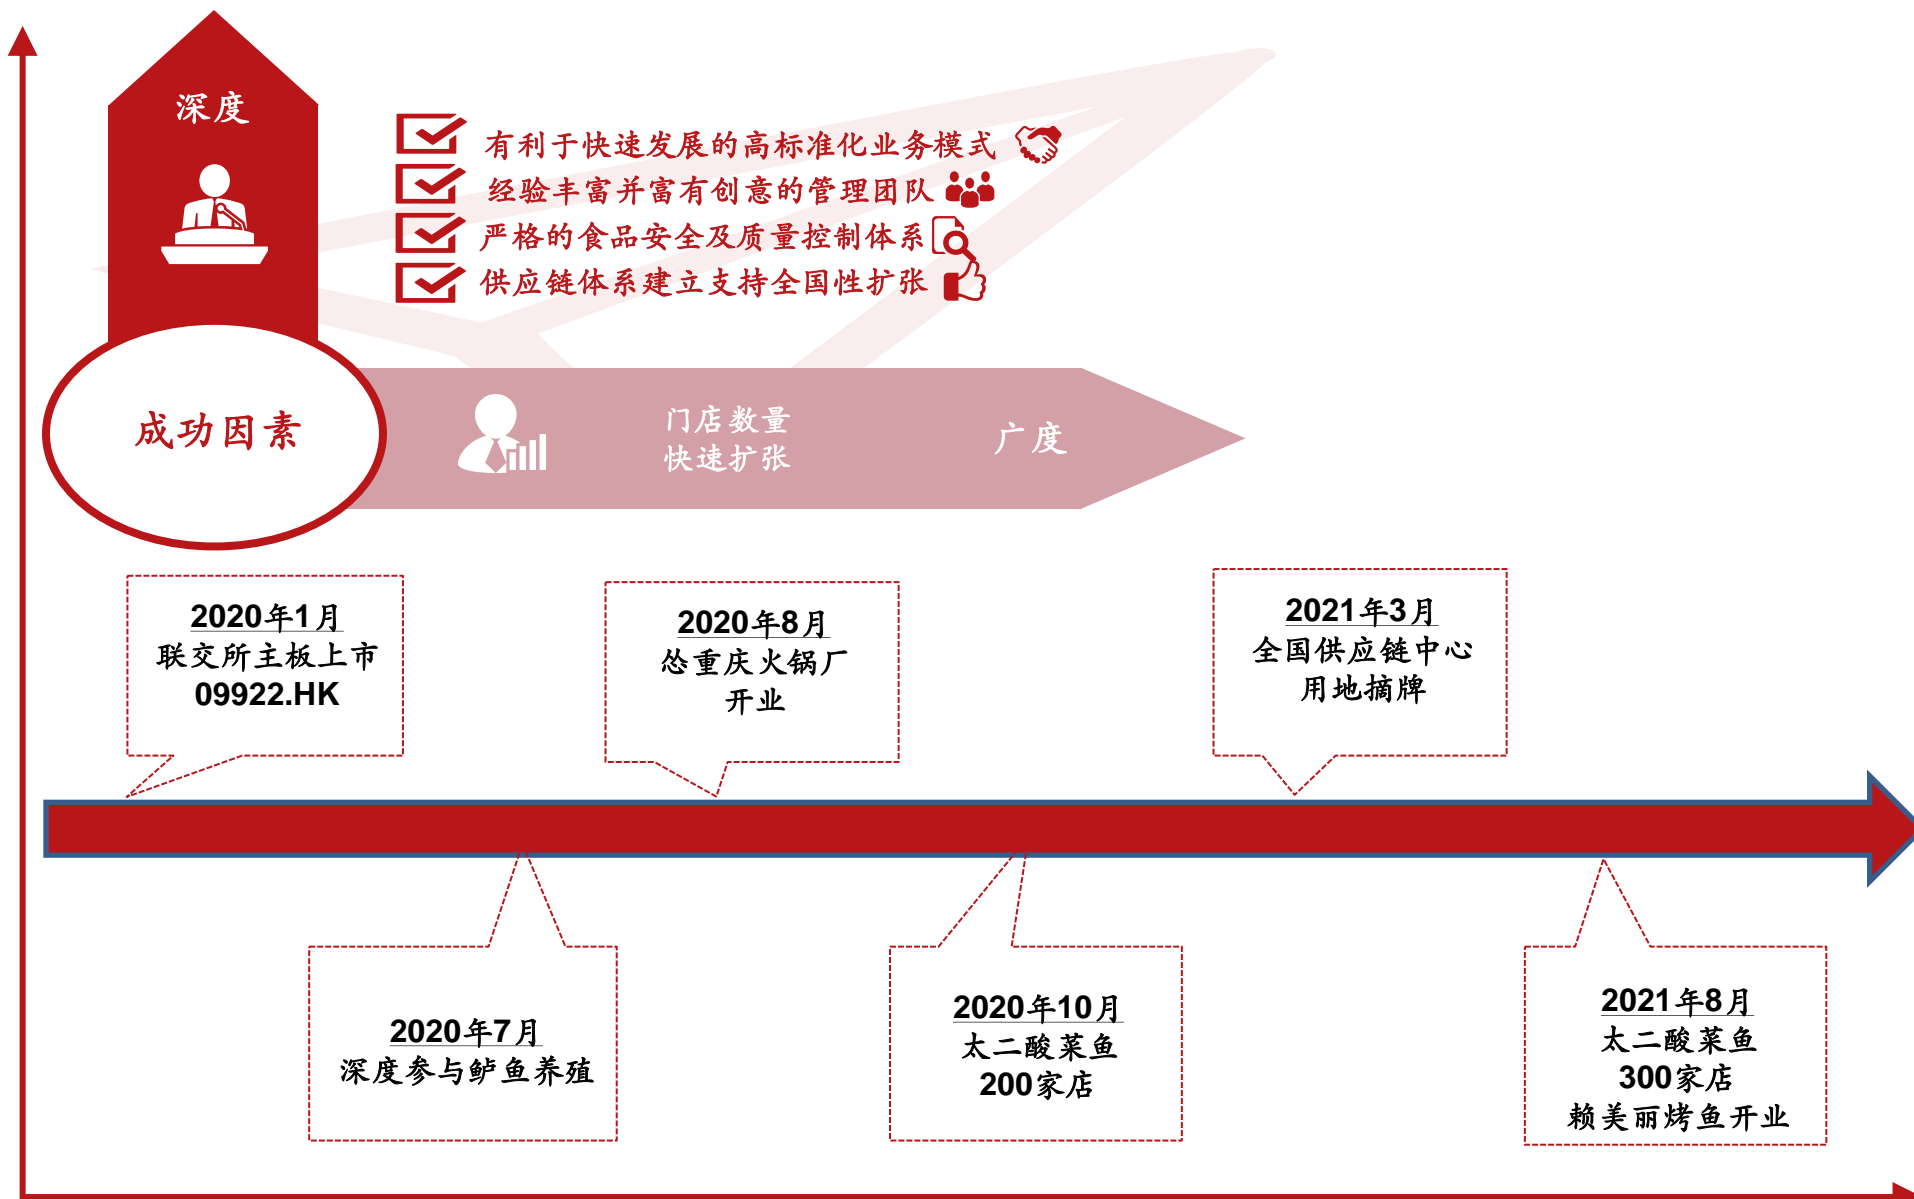 深度
有利于快速发展的高标准化业务模式
经验丰富并富有创意的管理团队
严格的食品安全及质量控制体系
供应链体系建立支持全国性扩张
成功因素
门店数量
快速扩张
广度
2020年1月
联交所主板上市
09922.HK
2020年8月
怂重庆火锅厂
开业
2021年3月
全国供应链中心
用地摘牌
2020年7月
深度参与鲈鱼养殖
2020年10月
太二酸菜鱼
200家店
2021年8月
太二酸菜鱼
300家店
赖美丽烤鱼开业